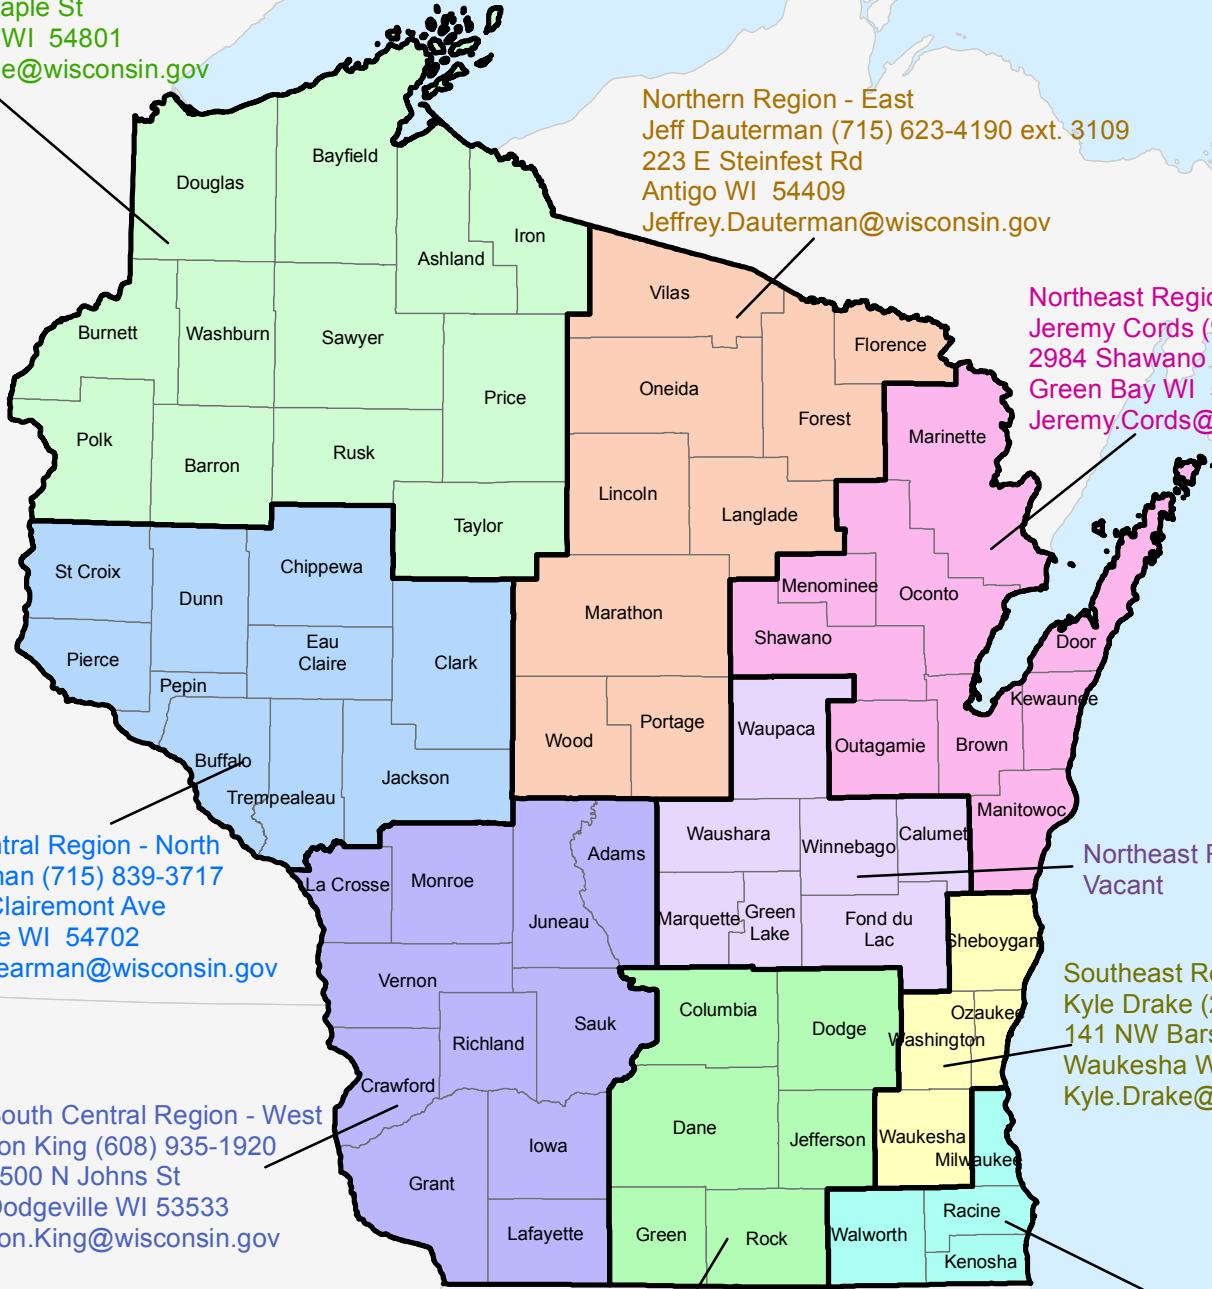 aple St
WI  54801
e@wisconsin.gov
Northern Region - East
Jeff Dauterman (715) 623-4190 ext. 3109
223 E Steinfest Rd
Antigo WI  54409
Jeffrey.Dauterman@wisconsin.gov
Northeast Regio
Jeremy Cords (9
2984 Shawano
Green Bay WI
Jeremy.Cords@
Bayfield
Douglas
Iron
Ashland
Vilas
Burnett
Washburn
Sawyer
Florence
Oneida
Price
Forest
Marinette
Polk
Barron
Rusk
Lincoln
Langlade
Taylor
St Croix
Chippewa
Dunn
Menominee
Oconto
Marathon
Eau
Claire
Shawano
Door
Pierce
Clark
Pepin
Kewaunee
Portage
Waupaca
Wood
Outagamie
Brown
Buffalo
Jackson
Trempealeau
Manitowoc
Waushara
Calumet
Winnebago
Adams
ntral Region - North
man (715) 839-3717
Clairemont Ave
e WI  54702
earman@wisconsin.gov
Northeast R
Vacant
La Crosse
Monroe
Juneau
Marquette
Green
Lake
Fond du
Lac
Sheboygan
Vernon
Southeast Re
Kyle Drake (2
141 NW Bars
Waukesha W
Kyle.Drake@
Columbia
Sauk
Dodge
Ozaukee
Washington
Richland
Crawford
South Central Region - West
on King (608) 935-1920
500 N Johns St
Dodgeville WI 53533
on.King@wisconsin.gov
Dane
Jefferson
Waukesha
Iowa
Milwaukee
Grant
Racine
Lafayette
Green
Rock
Walworth
Kenosha